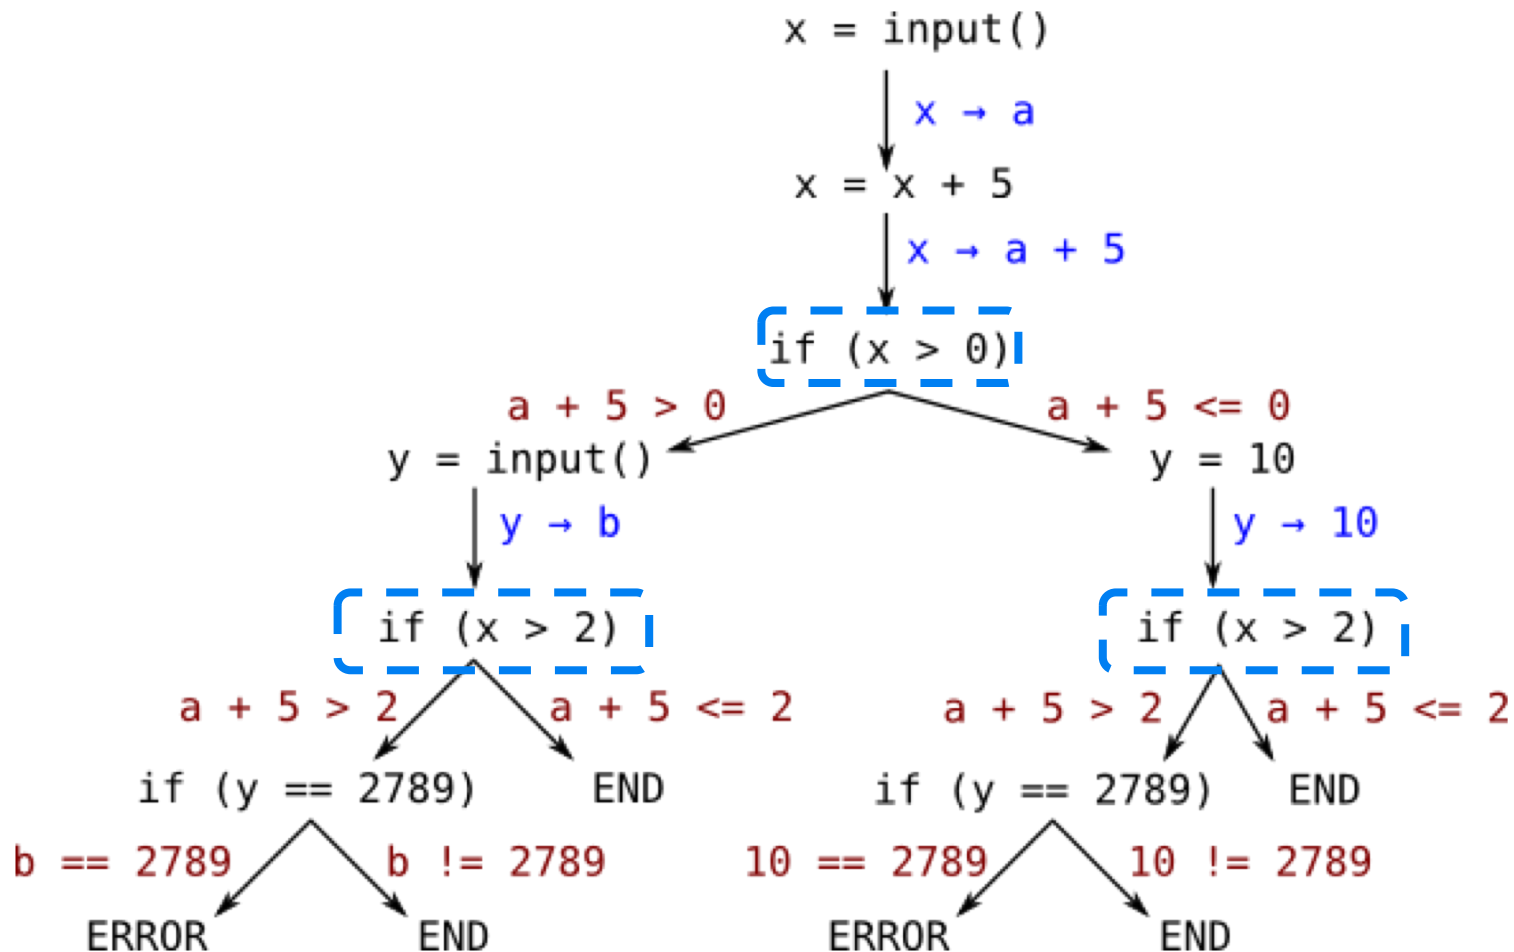 x = input()
x → a
x = x + 5
x → a + 5
if (x > 0)
a + 5 > 0 a + 5 <= 0
y = input() y = 10
y → b y → 10
if (x > 2) if (x > 2)
a + 5 > 2 a + 5 <= 2 a + 5 > 2 a + 5 <= 2
if (y == 2789) END if (y == 2789) END
b == 2789 b != 2789 10 == 2789 10 != 2789
ERROR END ERROR END